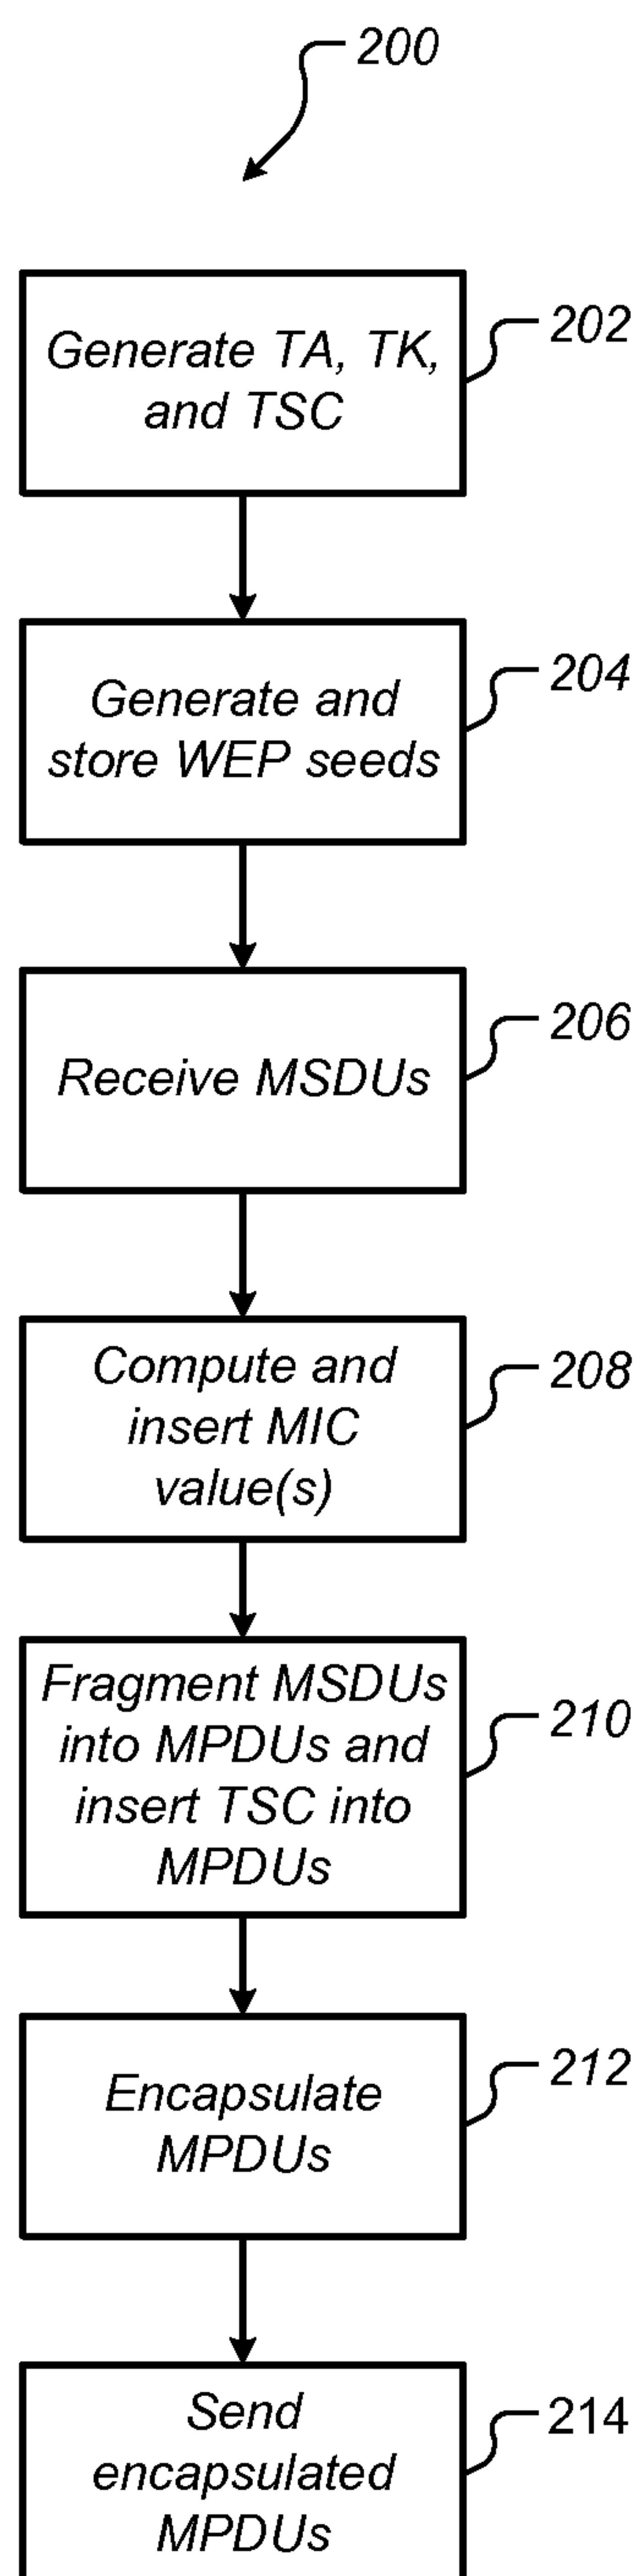 200
Generate TA, TK,
and TSC
202
Generate and
store WEP seeds
204
Receive MSDUs
206
Compute and
insert MIC
value(s)
208
Fragment MSDUs
into MPDUs and
insert TSC into
MPDUs
210
Encapsulate
MPDUs
212
Send
encapsulated
MPDUs
214